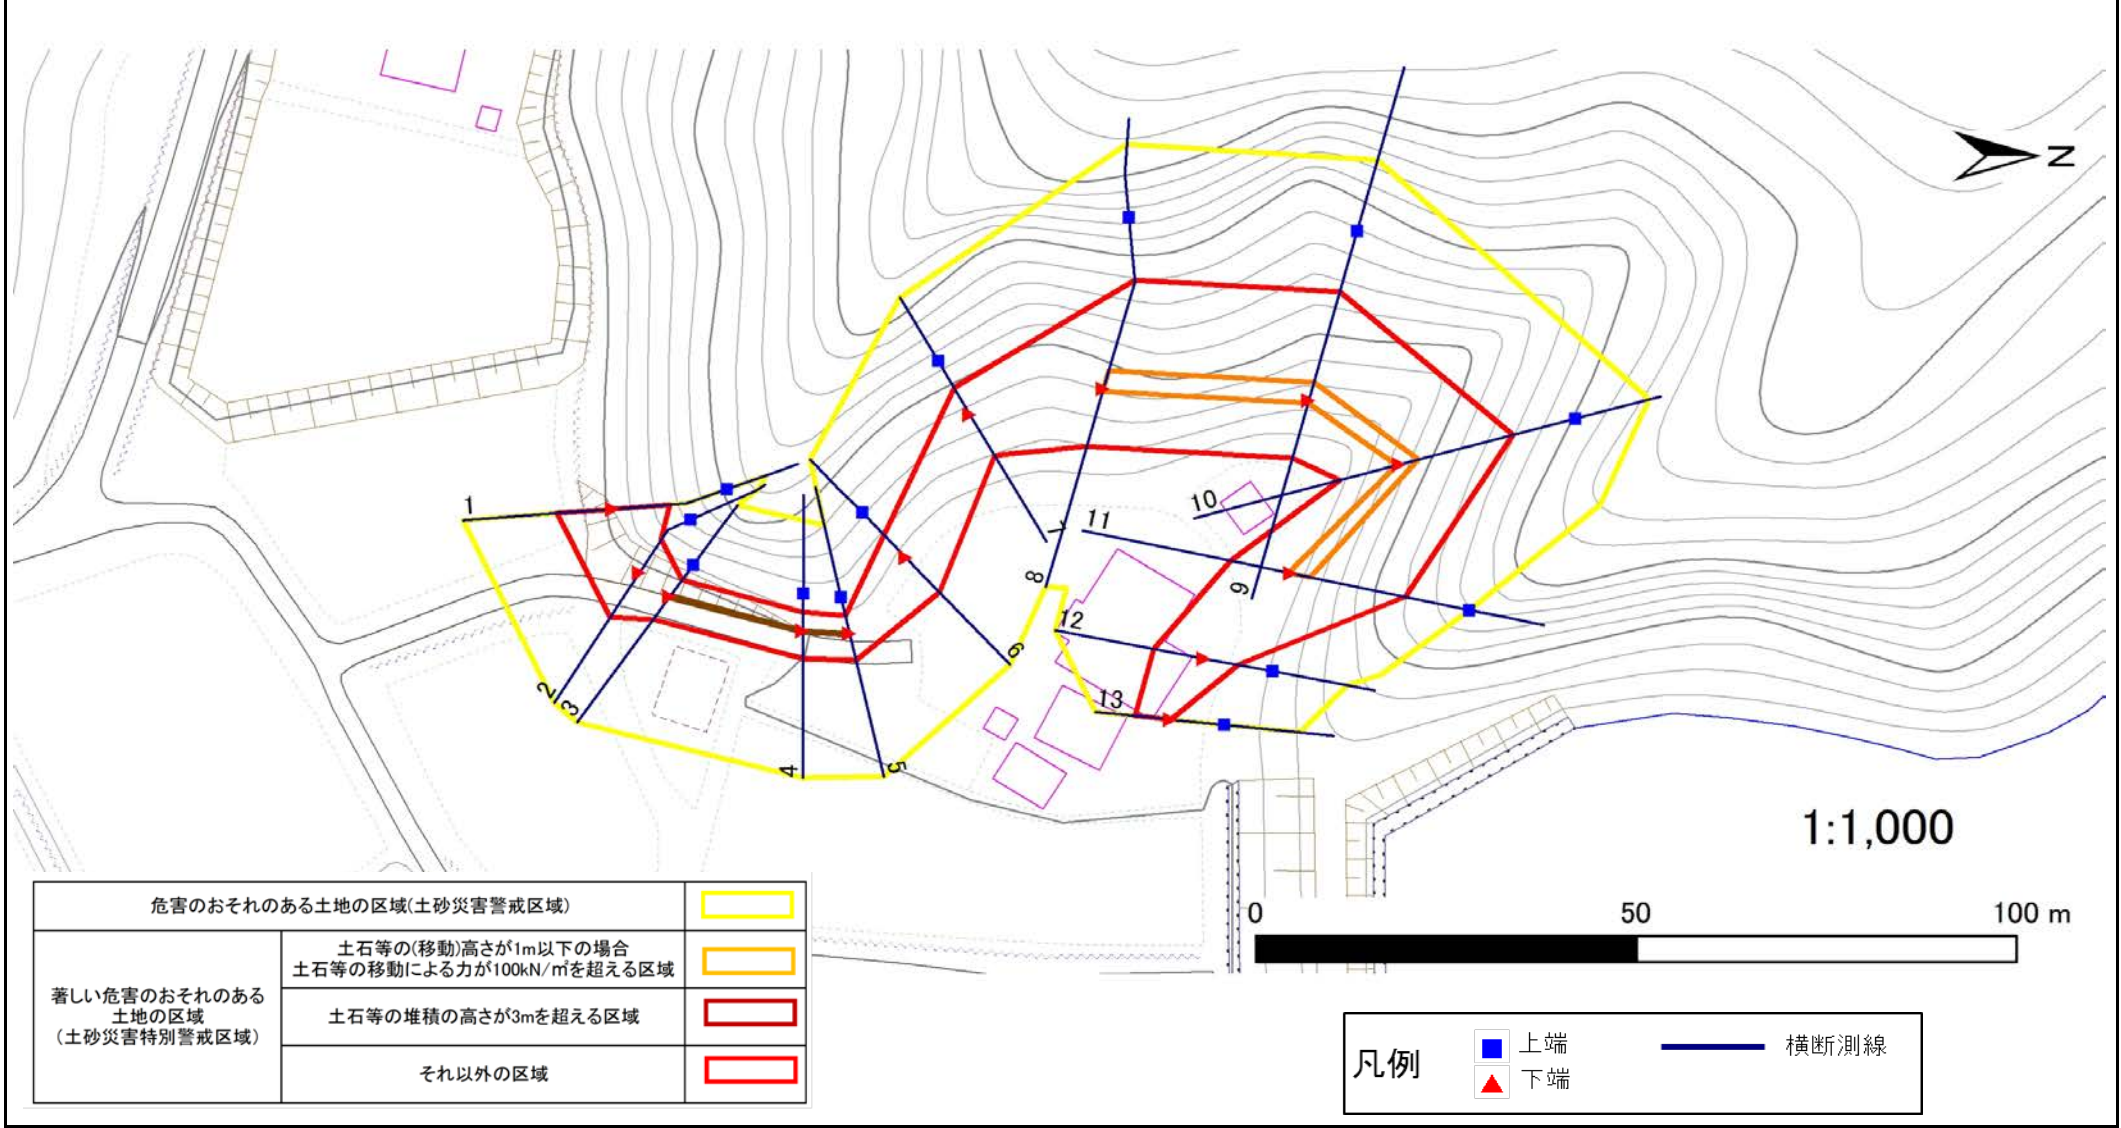 N
1
10
11
7
8
9
12
6
2
3
13
4
5
1:1,000
0 50 100 m
危害のおそれのある土地の区域(土砂災害警戒区域)
著しい危害のおそれのある
土地の区域
(土砂災害特別警戒区域)
土石等の(移動)高さが1m以下の場合
土石等の移動による力が100kN/㎡を超える区域
土石等の堆積の高さが3mを超える区域
それ以外の区域
凡例
上端
下端
横断測線